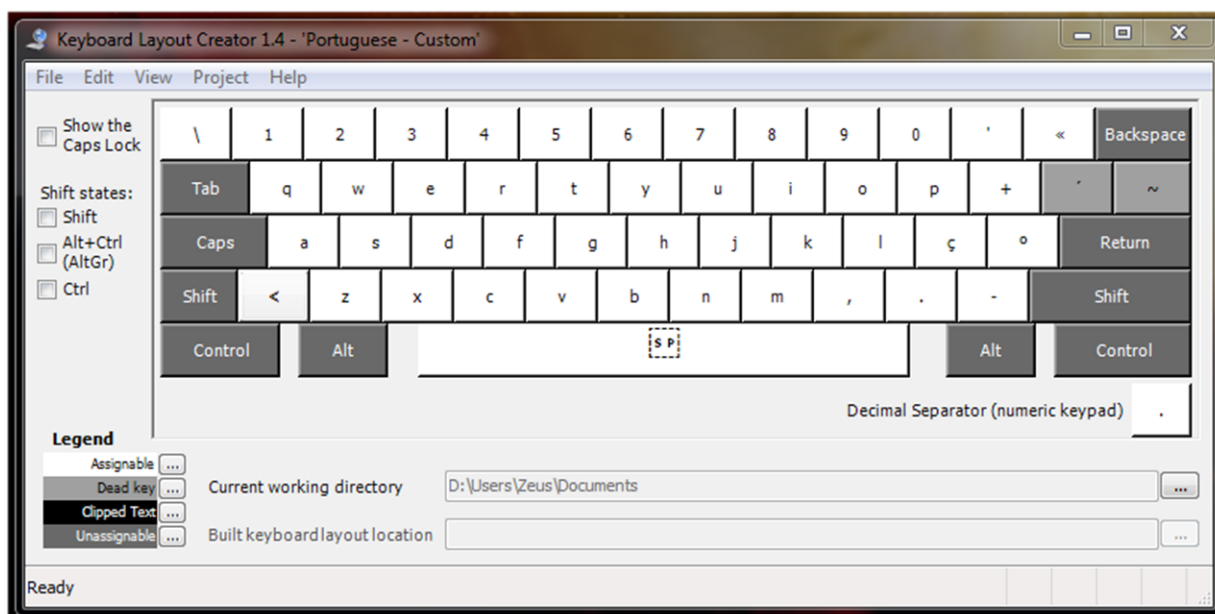 Keyboard Layout Creator 1.4 - 'Portuguese - Custom'
File Edit View Project Help
Show the
Caps Lock
\ 1 2 3 4 5 6 7 8 9 0 ' « Backspace
Tab q w e r t y u i o p + ´ ~
Shift states:
Shift
Alt+Ctrl
(AltGr)
Ctrl
Caps a s d f g h j k l ç º Return
Shift < z x c v b n m , . - Shift
Control Alt SP Alt Control
Decimal Separator (numeric keypad) .
Legend
Assignable ...
Dead key ...
Clipped Text ...
Unassignable ...
Current working directory D:\Users\Zeus\Documents ...
Built keyboard layout location ...
Ready